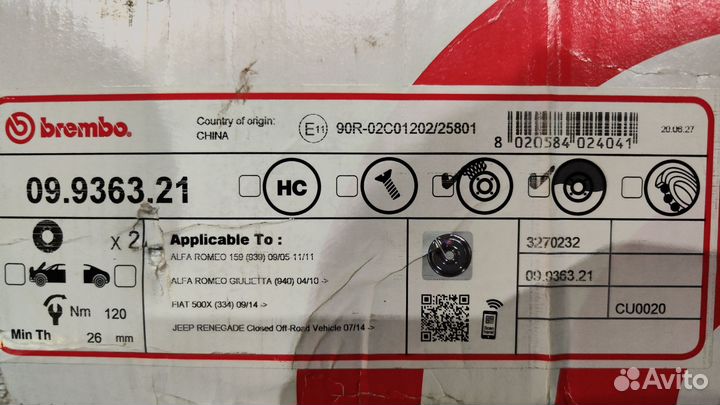 brembo.
Country of origin:
CHINA
E11
90R-02C01202/25801
8 020584 024041
20.06.27
09.9363.21
HC
x 2
Applicable To :
ALFA ROMEO 159 (939) 09/05 11/11
ALFA ROMEO GIULIETTA (940) 04/10 ->
FIAT 500X (334) 09/14 ->
JEEP RENEGADE Closed Off-Road Vehicle 07/14 ->
Nm 120
Min Th 26 mm
3270232
09.9363.21
CU0020
Avito